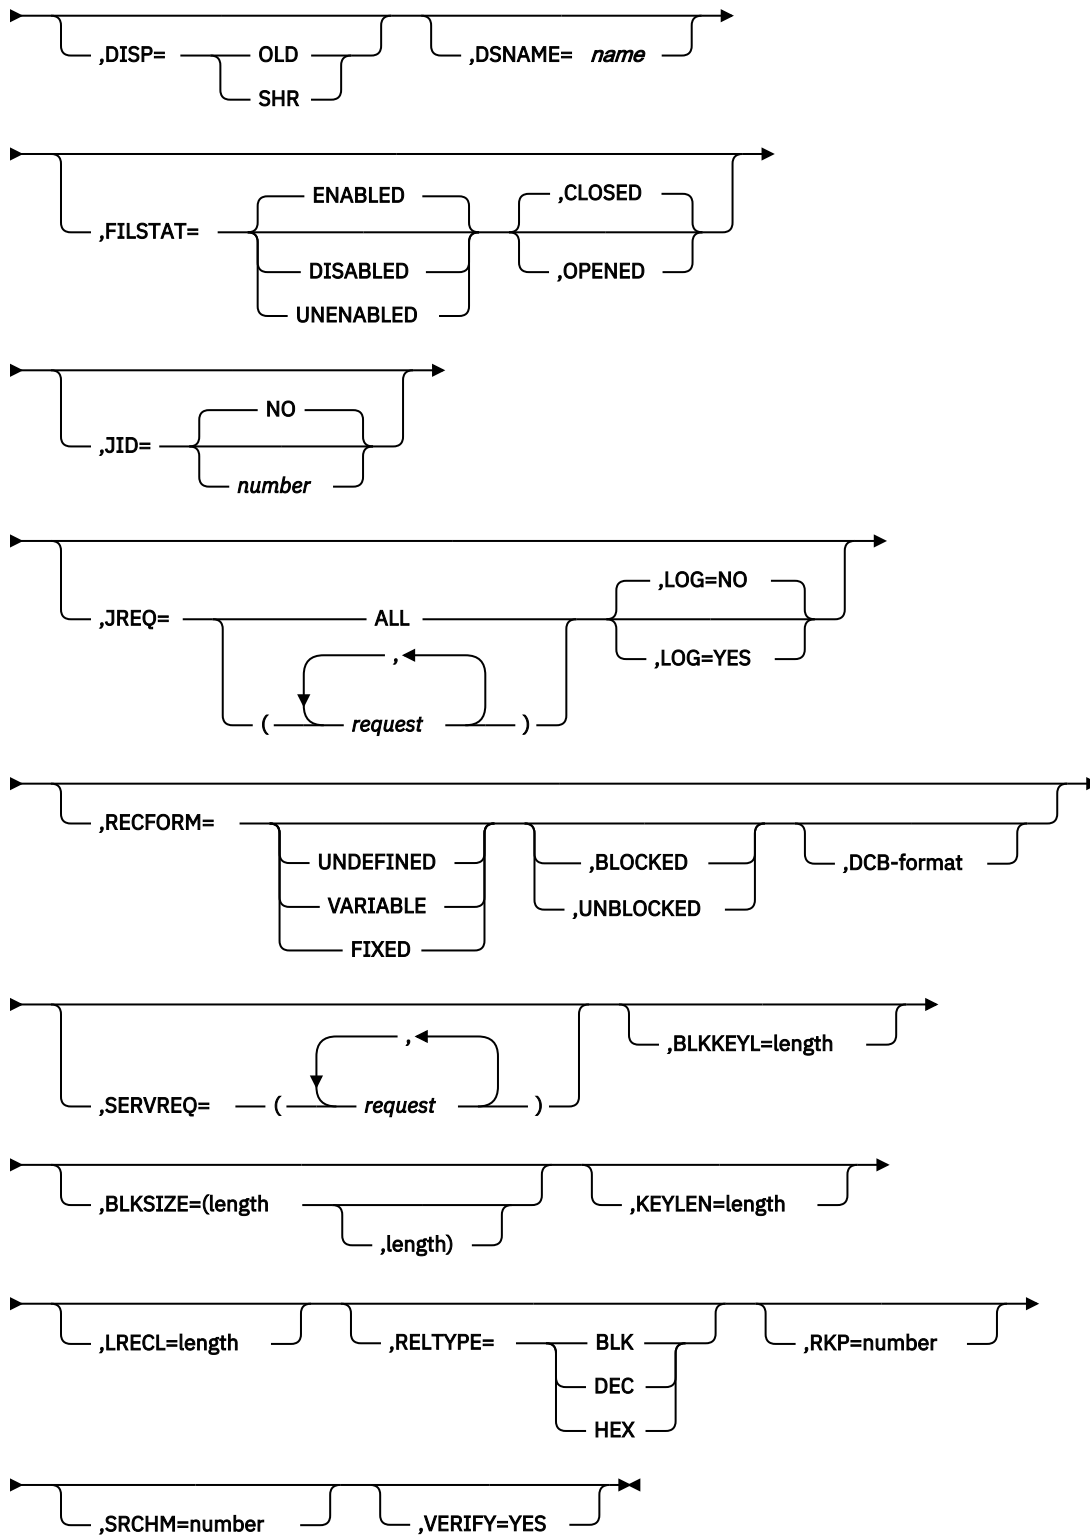 ,DISP= OLD ,DSNAME= name
SHR
ENABLED ,CLOSED
,FILSTAT=
DISABLED ,OPENED
UNENABLED
NO
,JID=
number
,LOG=NO
,JREQ= ALL
, ,LOG=YES
( request )
,RECFORM=
UNDEFINED ,BLOCKED ,DCB-format
VARIABLE ,UNBLOCKED
FIXED
,
,BLKKEYL=length
,SERVREQ= ( request )
,BLKSIZE=(length ,KEYLEN=length
,length)
,LRECL=length ,RELTYPE= BLK ,RKP=number
DEC
HEX
,SRCHM=number ,VERIFY=YES